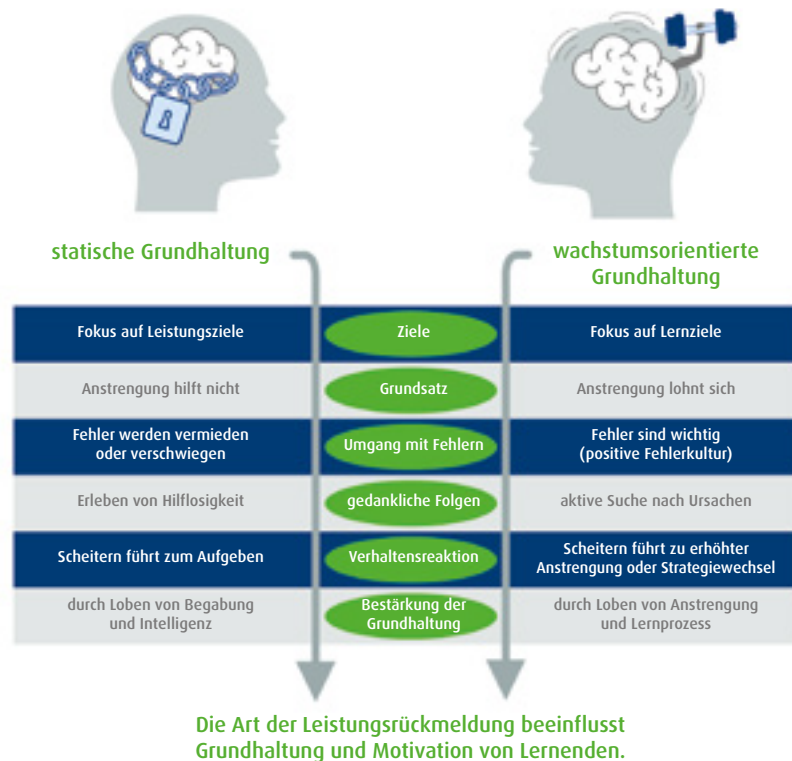 statische Grundhaltung
wachstumsorientierte
Grundhaltung
Fokus auf Leistungsziele
Ziele
Fokus auf Lernziele
Anstrengung hilft nicht
Grundsatz
Anstrengung lohnt sich
Fehler werden vermieden
oder verschwiegen
Umgang mit Fehlern
Fehler sind wichtig
(positive Fehlerkultur)
Erleben von Hilflosigkeit
gedankliche Folgen
aktive Suche nach Ursachen
Scheitern führt zum Aufgeben
Verhaltensreaktion
Scheitern führt zu erhöhter
Anstrengung oder Strategiewechsel
durch Loben von Begabung
und Intelligenz
Bestärkung der
Grundhaltung
durch Loben von Anstrengung
und Lernprozess
Die Art der Leistungsrückmeldung beeinflusst
Grundhaltung und Motivation von Lernenden.